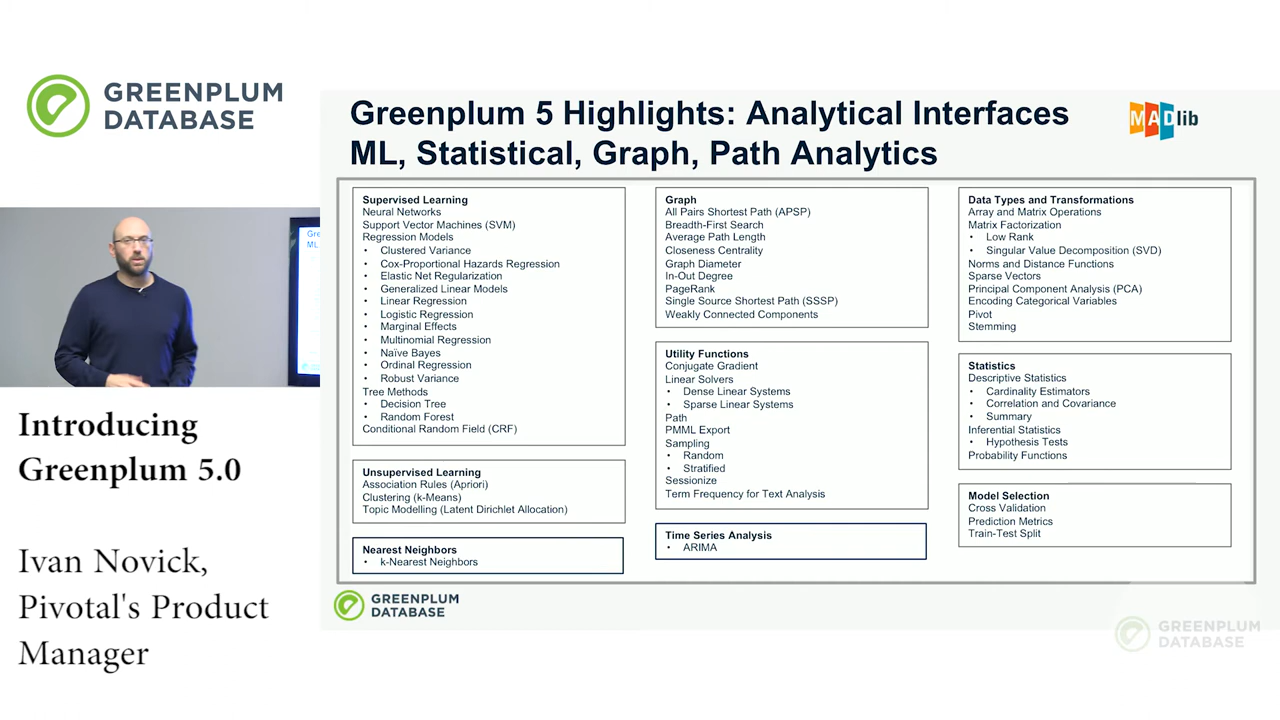 GREENPLUM
DATABASE
Introducing
Greenplum 5.0
Ivan Novick,
Pivotal's Product
Manager
Greenplum 5 Highlights: Analytical Interfaces
ML, Statistical, Graph, Path Analytics
MADlib
Supervised Learning
Neural Networks
Support Vector Machines (SVM)
Regression Models
• Clustered Variance
• Cox-Proportional Hazards Regression
• Elastic Net Regularization
• Generalized Linear Models
• Linear Regression
• Logistic Regression
• Marginal Effects
• Multinomial Regression
• Naïve Bayes
• Ordinal Regression
• Robust Variance
Tree Methods
• Decision Tree
• Random Forest
Conditional Random Field (CRF)
Unsupervised Learning
Association Rules (Apriori)
Clustering (k-Means)
Topic Modelling (Latent Dirichlet Allocation)
Nearest Neighbors
• k-Nearest Neighbors
Graph
All Pairs Shortest Path (APSP)
Breadth-First Search
Average Path Length
Closeness Centrality
Graph Diameter
In-Out Degree
PageRank
Single Source Shortest Path (SSSP)
Weakly Connected Components
Utility Functions
Conjugate Gradient
Linear Solvers
• Dense Linear Systems
• Sparse Linear Systems
Path
PMML Export
Sampling
• Random
• Stratified
Sessionize
Term Frequency for Text Analysis
Time Series Analysis
• ARIMA
Data Types and Transformations
Array and Matrix Operations
Matrix Factorization
• Low Rank
• Singular Value Decomposition (SVD)
Norms and Distance Functions
Sparse Vectors
Principal Component Analysis (PCA)
Encoding Categorical Variables
Pivot
Stemming
Statistics
Descriptive Statistics
• Cardinality Estimators
• Correlation and Covariance
• Summary
Inferential Statistics
• Hypothesis Tests
Probability Functions
Model Selection
Cross Validation
Prediction Metrics
Train-Test Split
GREENPLUM
DATABASE
GREENPLUM
DATABASE
Gre
ML,